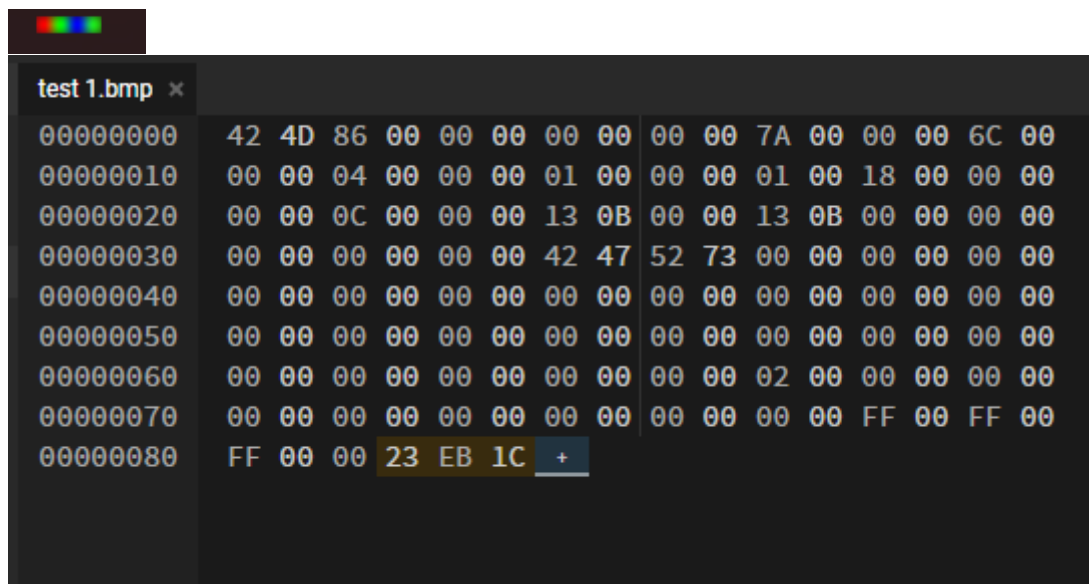 test 1.bmp ×
00000000 42 4D 86 00 00 00 00 00 00 00 7A 00 00 00 6C 00
00000010 00 00 04 00 00 00 01 00 00 00 01 00 18 00 00 00
00000020 00 00 0C 00 00 00 13 0B 00 00 13 0B 00 00 00 00
00000030 00 00 00 00 00 00 42 47 52 73 00 00 00 00 00 00
00000040 00 00 00 00 00 00 00 00 00 00 00 00 00 00 00 00
00000050 00 00 00 00 00 00 00 00 00 00 00 00 00 00 00 00
00000060 00 00 00 00 00 00 00 00 00 00 02 00 00 00 00 00
00000070 00 00 00 00 00 00 00 00 00 00 00 00 FF 00 FF 00
00000080 FF 00 00 23 EB 1C +